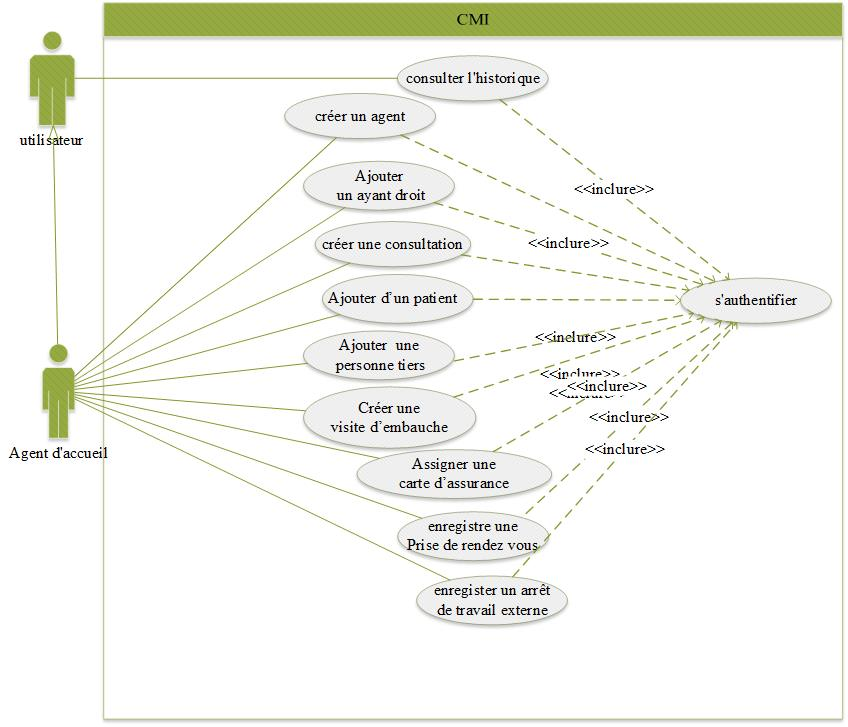 CMI
consulter l'historique
créer un agent
utilisateur
Ajouter
un ayant droit
<<inclure>>
créer une consultation
<<inclure>>
Ajouter d'un patient
s'authentifier
Ajouter une
personne tiers
<<inclure>>
<<inclure>>
<<inclure>>
Créer une
visite d'embauche
<<inclure>>
Agent d'accueil
<<inclure>>
Assigner une
carte d'assurance
enregistre une
Prise de rendez vous
enregister un arrêt
de travail externe